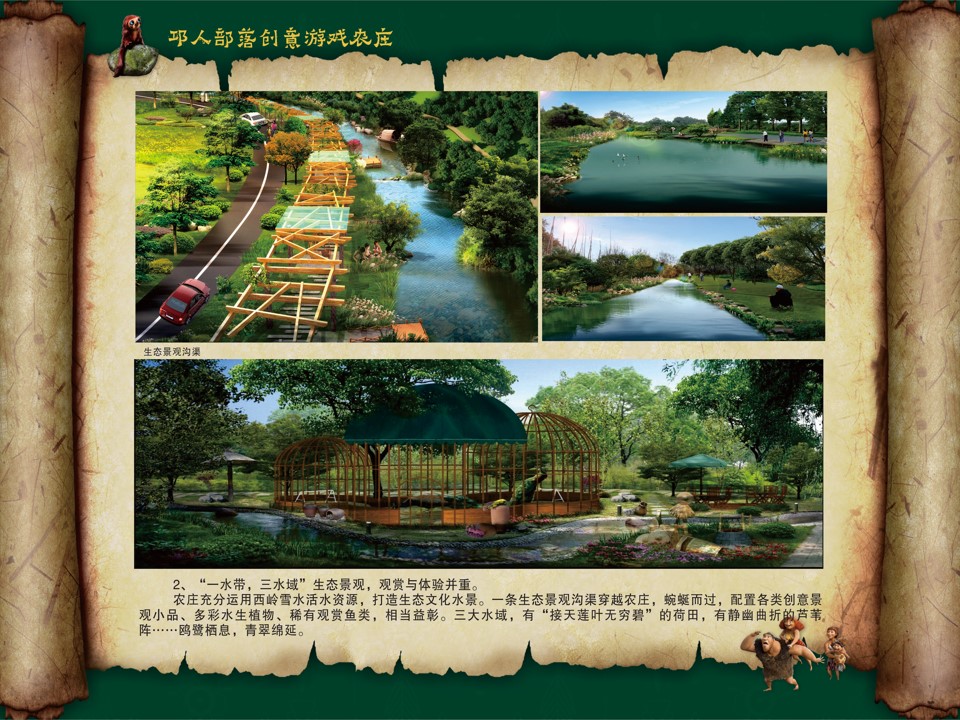 邛人部落创意游戏农庄
生态景观沟渠
2、“一水带，三水域”生态景观，观赏与体验并重。
农庄充分运用西岭雪水活水资源，打造生态文化水景。一条生态景观沟渠穿越农庄，蜿蜒而过，配置各类创意景
观小品、多彩水生植物、稀有观赏鱼类，相当益彰。三大水域，有“接天莲叶无穷碧”的荷田，有静幽曲折的芦苇
阵……鸥鹭栖息，青翠绵延。